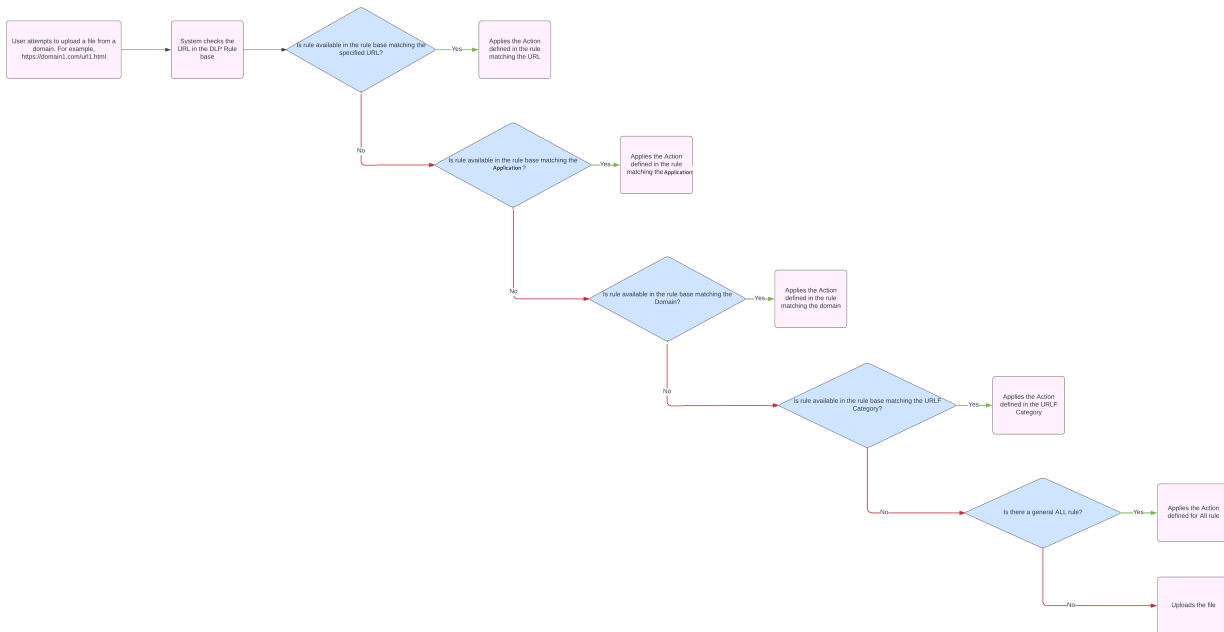 User attempts to upload a file from a
domain. For example,
https://domain1.com/url1.html
System checks the
URL in the DLP Rule
base
Is rule available in the rule base matching the
specified URL?
Yes
Applies the Action
defined in the rule
matching the URL
No
Is rule available in the rule base matching the
Application?
Yes
Applies the Action
defined in the rule
matching the Application
No
Is rule available in the rule base matching the
Domain?
Yes
Applies the Action
defined in the rule
matching the domain
No
Is rule available in the rule base matching the URLF
Category?
Yes
Applies the Action
defined in the URLF
Category
No
Is there a general ALL rule?
Yes
Applies the Action
defined for All rule
No
Uploads the file